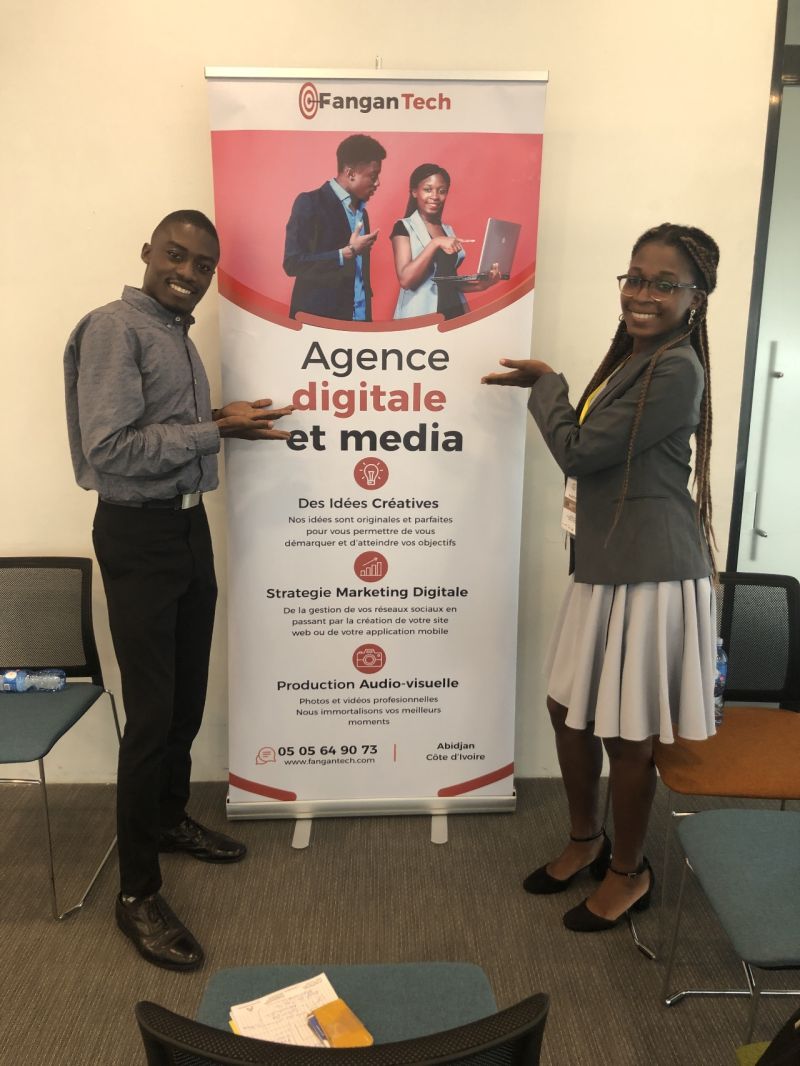 FanganTech
Agence
digitale
et media
Des Idées Créatives
Nos idées sont originales et parfaites
pour vous permettre de vous
démarquer et d'atteindre vos objectifs
Strategie Marketing Digitale
De la gestion de vos réseaux sociaux en
passant par la création de votre site
web ou de votre application mobile
Production Audio-visuelle
Photos et vidéos profesionnelles
Nous immortalisons vos meilleurs
moments
05 05 64 90 73
www.fangantech.com
Abidjan
Côte d'Ivoire